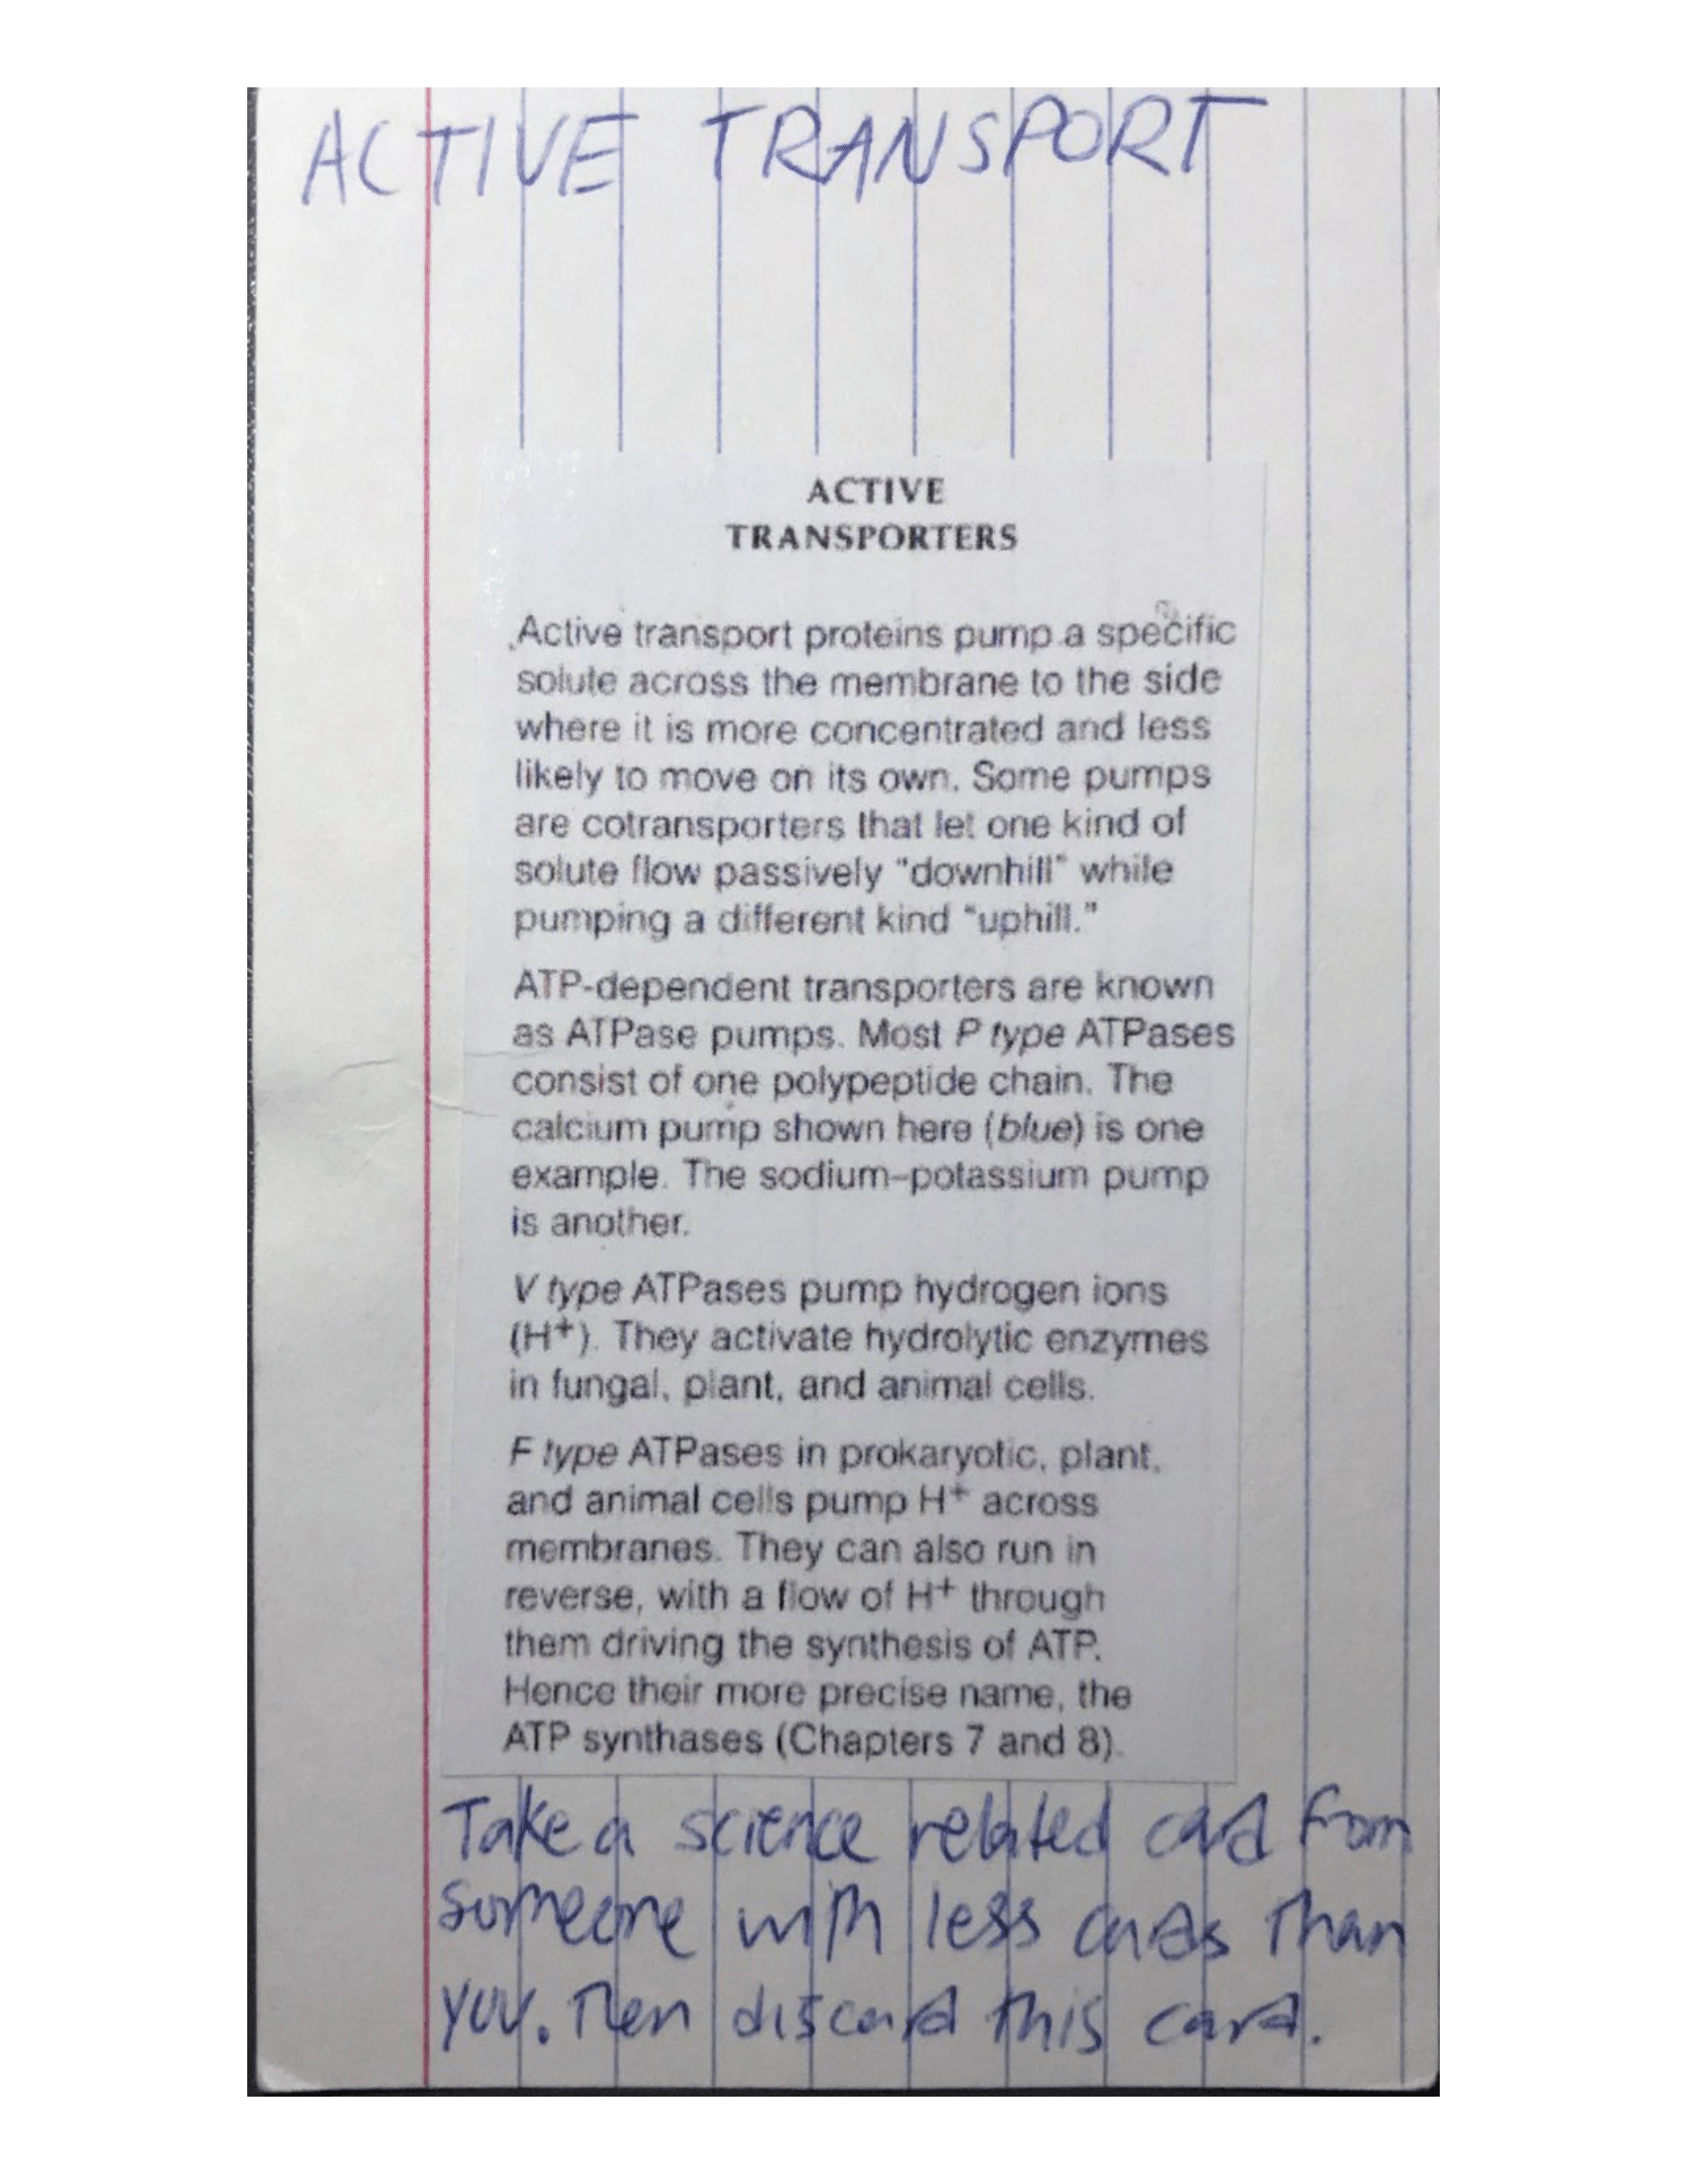 ACTIVE TRANSPORT
ACTIVE
TRANSPORTERS
Active transport proteins pump a specific
solute across the membrane to the side
where it is more concentrated and less
likely to move on its own. Some pumps
are cotransporters that let one kind of
solute flow passively "downhill" while
pumping a different kind "uphill."
ATP-dependent transporters are known
as ATPase pumps. Most P type ATPases
consist of one polypeptide chain. The
calcium pump shown here (blue) is one
example. The sodium–potassium pump
is another.
V type ATPases pump hydrogen ions
(H+). They activate hydrolytic enzymes
in fungal, plant, and animal cells.
F type ATPases in prokaryotic, plant,
and animal cells pump H+ across
membranes. They can also run in
reverse, with a flow of H+ through
them driving the synthesis of ATP.
Hence their more precise name, the
ATP synthases (Chapters 7 and 8).
Take a science related card from
someone with less cards than
you. Then discard this card.